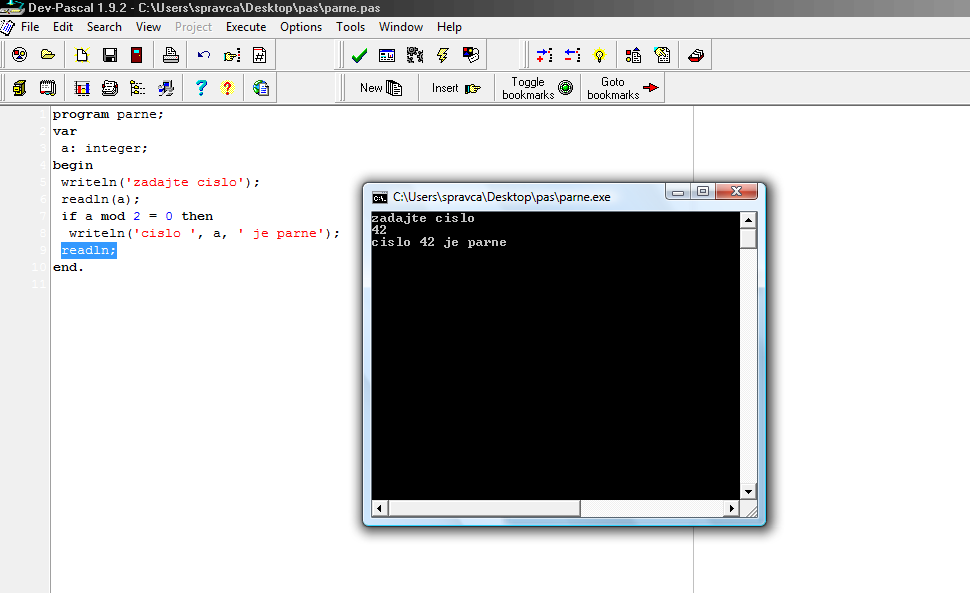 Dev-Pascal 1.9.2 - C:\Users\spravca\Desktop\pas\parne.pas
File Edit Search View Project Execute Options Tools Window Help
New Insert Toggle bookmarks Goto bookmarks
1 program parne;
2 var
3 a: integer;
4 begin
5 writeln('zadajte cislo');
6 readln(a);
7 if a mod 2 = 0 then
8 writeln('cislo ', a, ' je parne');
9 readln;
10 end.
11
C:\Users\spravca\Desktop\pas\parne.exe
zadajte cislo
42
cislo 42 je parne